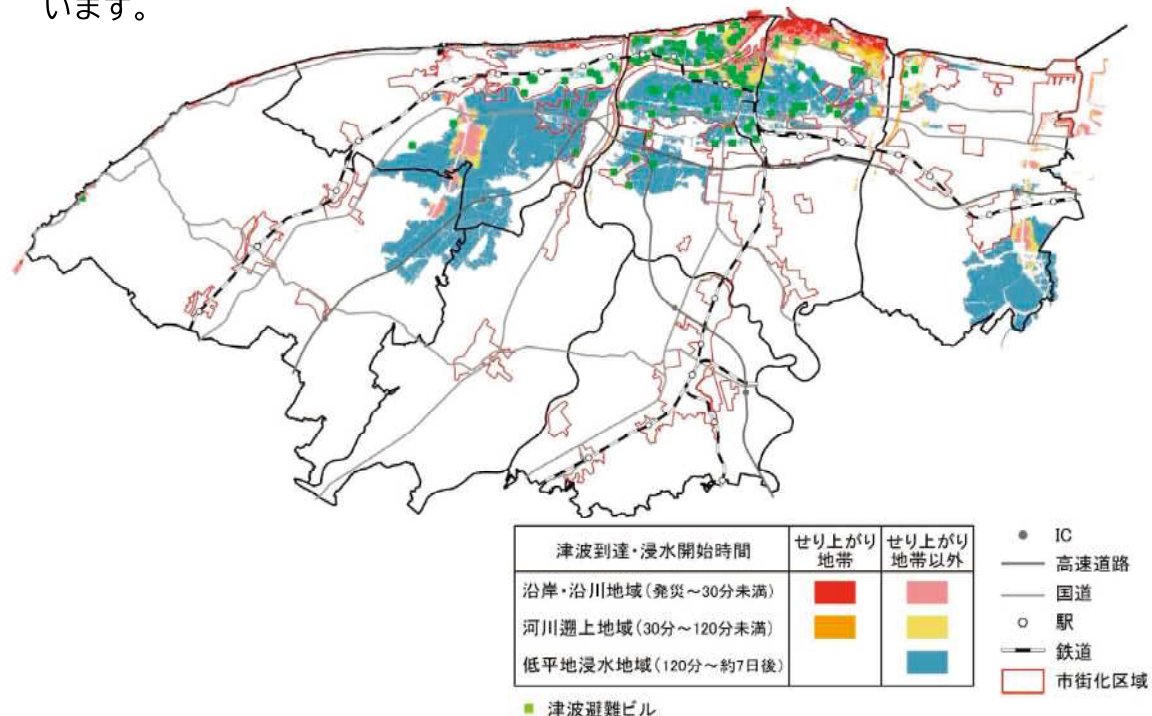 います。
津波到達・浸水開始時間
せり上がり
地帯
せり上がり
地帯以外
沿岸・沿川地域(発災～30分未満)
河川遡上地域(30分～120分未満)
低平地浸水地域(120分～約7日後)
津波避難ビル
IC
高速道路
国道
駅
鉄道
市街化区域